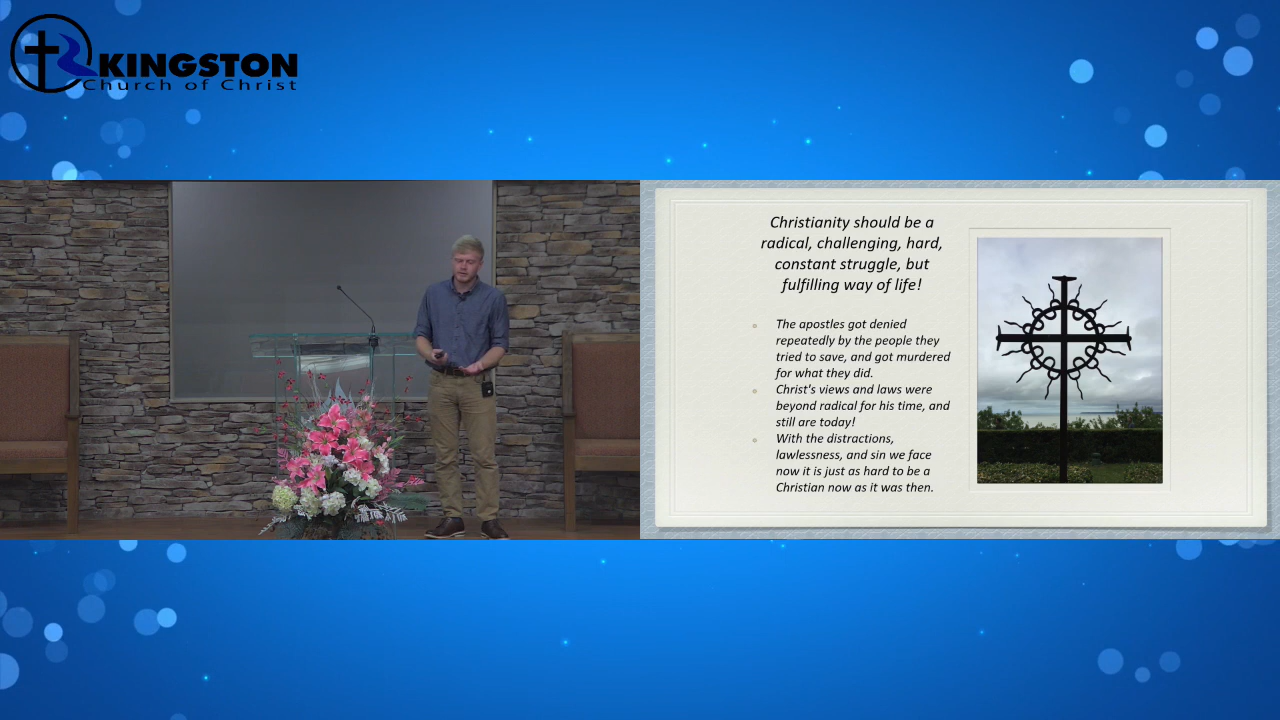 KINGSTON
Church of Christ
Christianity should be a
radical, challenging, hard,
constant struggle, but
fulfilling way of life!
The apostles got denied
repeatedly by the people they
tried to save, and got murdered
for what they did.
Christ's views and laws were
beyond radical for his time, and
still are today!
With the distractions,
lawlessness, and sin we face
now it is just as hard to be a
Christian now as it was then.